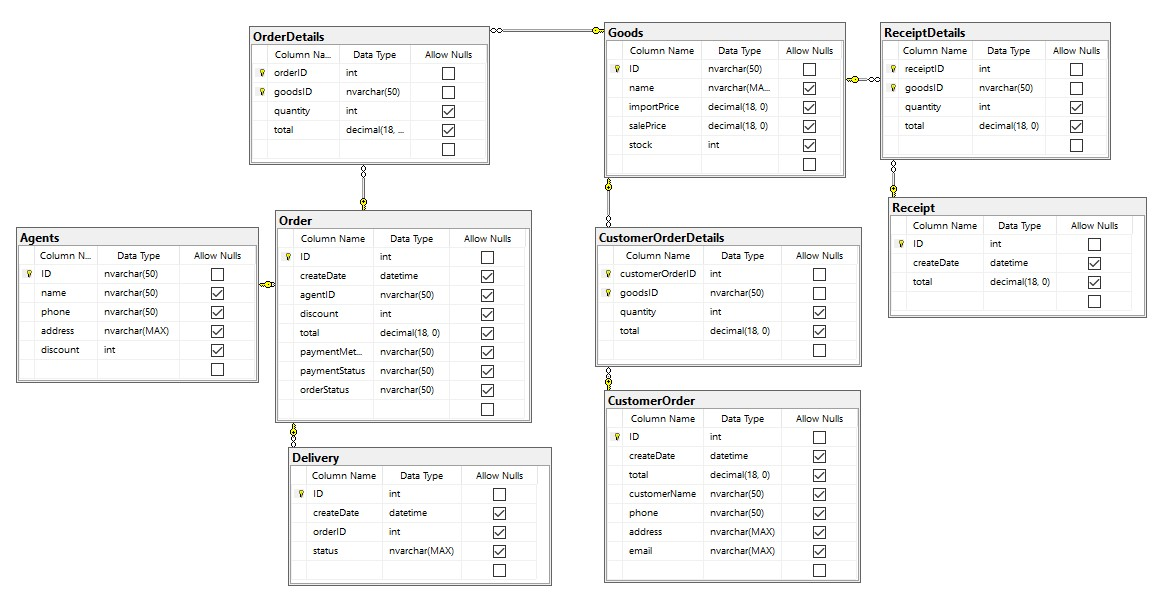 OrderDetails
Column Na... Data Type Allow Nulls
orderID int
goodsID nvarchar(50)
quantity int
total decimal(18, ...
Goods
Column Name Data Type Allow Nulls
ID nvarchar(50)
name nvarchar(MA...
importPrice decimal(18, 0)
salePrice decimal(18, 0)
stock int
ReceiptDetails
Column Name Data Type Allow Nulls
receiptID int
goodsID nvarchar(50)
quantity int
total decimal(18, 0)
Agents
Column N... Data Type Allow Nulls
ID nvarchar(50)
name nvarchar(50)
phone nvarchar(50)
address nvarchar(MAX)
discount int
Order
Column Name Data Type Allow Nulls
ID int
createDate datetime
agentID nvarchar(50)
discount int
total decimal(18, 0)
paymentMet... nvarchar(50)
paymentStatus nvarchar(50)
orderStatus nvarchar(50)
CustomerOrderDetails
Column Name Data Type Allow Nulls
customerOrderID int
goodsID nvarchar(50)
quantity int
total decimal(18, 0)
Receipt
Column Name Data Type Allow Nulls
ID int
createDate datetime
total decimal(18, 0)
Delivery
Column Name Data Type Allow Nulls
ID int
createDate datetime
orderID int
status nvarchar(MAX)
CustomerOrder
Column Name Data Type Allow Nulls
ID int
createDate datetime
total decimal(18, 0)
customerName nvarchar(50)
phone nvarchar(50)
address nvarchar(MAX)
email nvarchar(MAX)